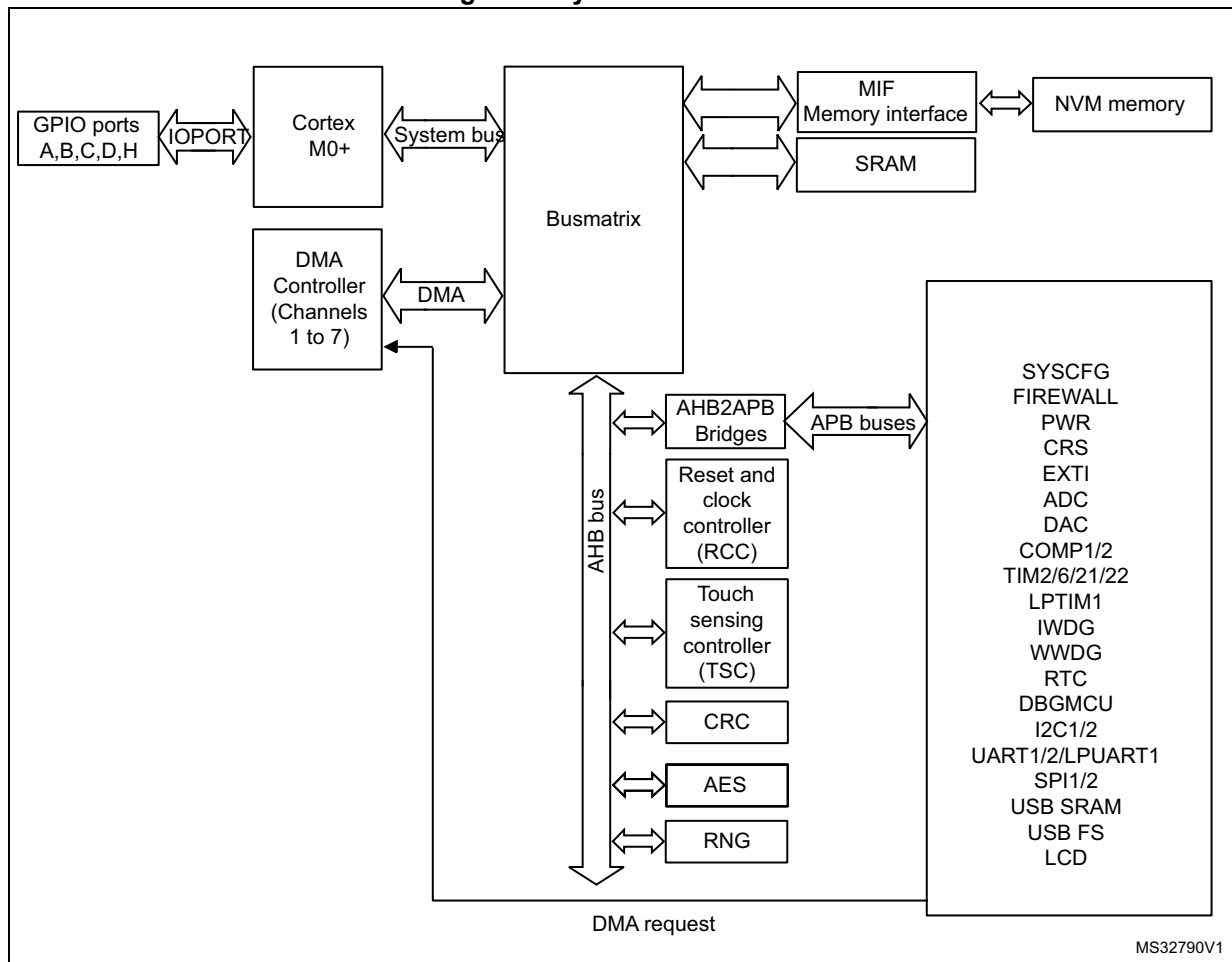 GPIO ports
A,B,C,D,H
IOPORT
Cortex
M0+
System bus
Busmatrix
MIF
Memory interface
NVM memory
SRAM
DMA
Controller
(Channels
1 to 7)
DMA
AHB bus
AHB2APB
Bridges
APB buses
Reset and
clock
controller
(RCC)
Touch
sensing
controller
(TSC)
CRC
AES
RNG
SYSCFG
FIREWALL
PWR
CRS
EXTI
ADC
DAC
COMP1/2
TIM2/6/21/22
LPTIM1
IWDG
WWDG
RTC
DBGMCU
I2C1/2
UART1/2/LPUART1
SPI1/2
USB SRAM
USB FS
LCD
DMA request
MS32790V1